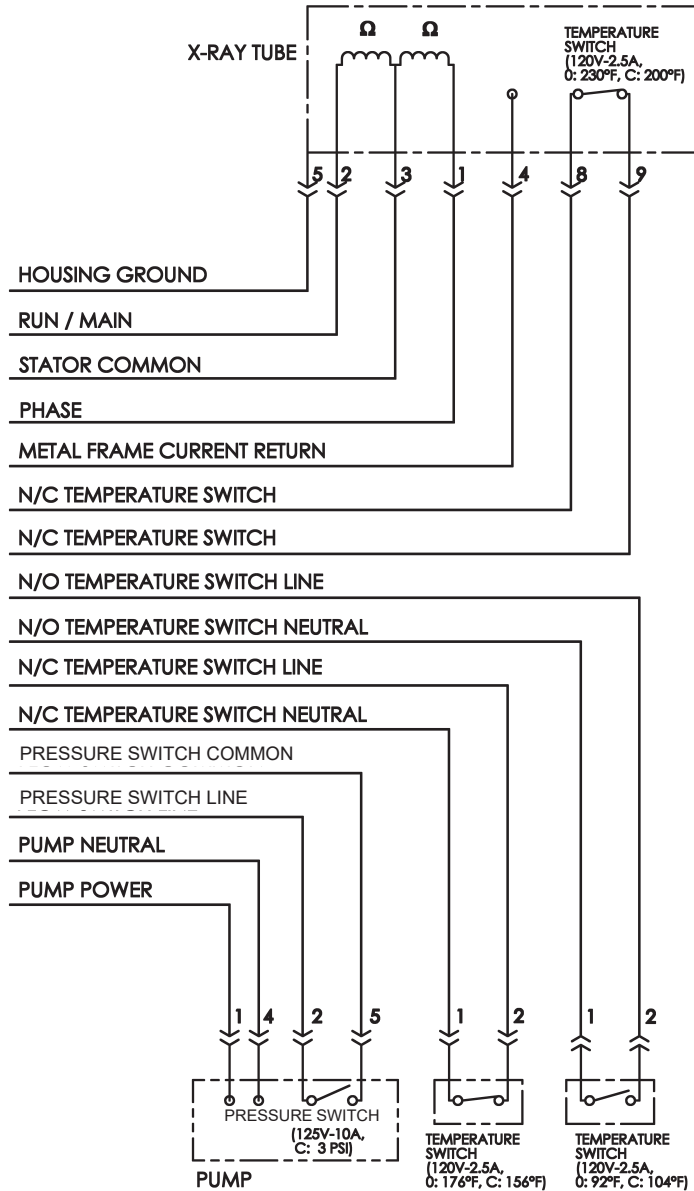 Ω Ω
X-RAY TUBE
TEMPERATURE
SWITCH
(120V-2.5A,
0: 230°F, C: 200°F)
5 2 3 1 4 8 9
HOUSING GROUND
RUN / MAIN
STATOR COMMON
PHASE
METAL FRAME CURRENT RETURN
N/C TEMPERATURE SWITCH
N/C TEMPERATURE SWITCH
N/O TEMPERATURE SWITCH LINE
N/O TEMPERATURE SWITCH NEUTRAL
N/C TEMPERATURE SWITCH LINE
N/C TEMPERATURE SWITCH NEUTRAL
PRESSURE SWITCH COMMON
PRESSURE SWITCH LINE
PUMP NEUTRAL
PUMP POWER
1 4 2 5 1 2 1 2
PRESSURE SWITCH
(125V-10A,
C: 3 PSI)
PUMP
TEMPERATURE
SWITCH
(120V-2.5A,
0: 176°F, C: 156°F)
TEMPERATURE
SWITCH
(120V-2.5A,
0: 92°F, C: 104°F)